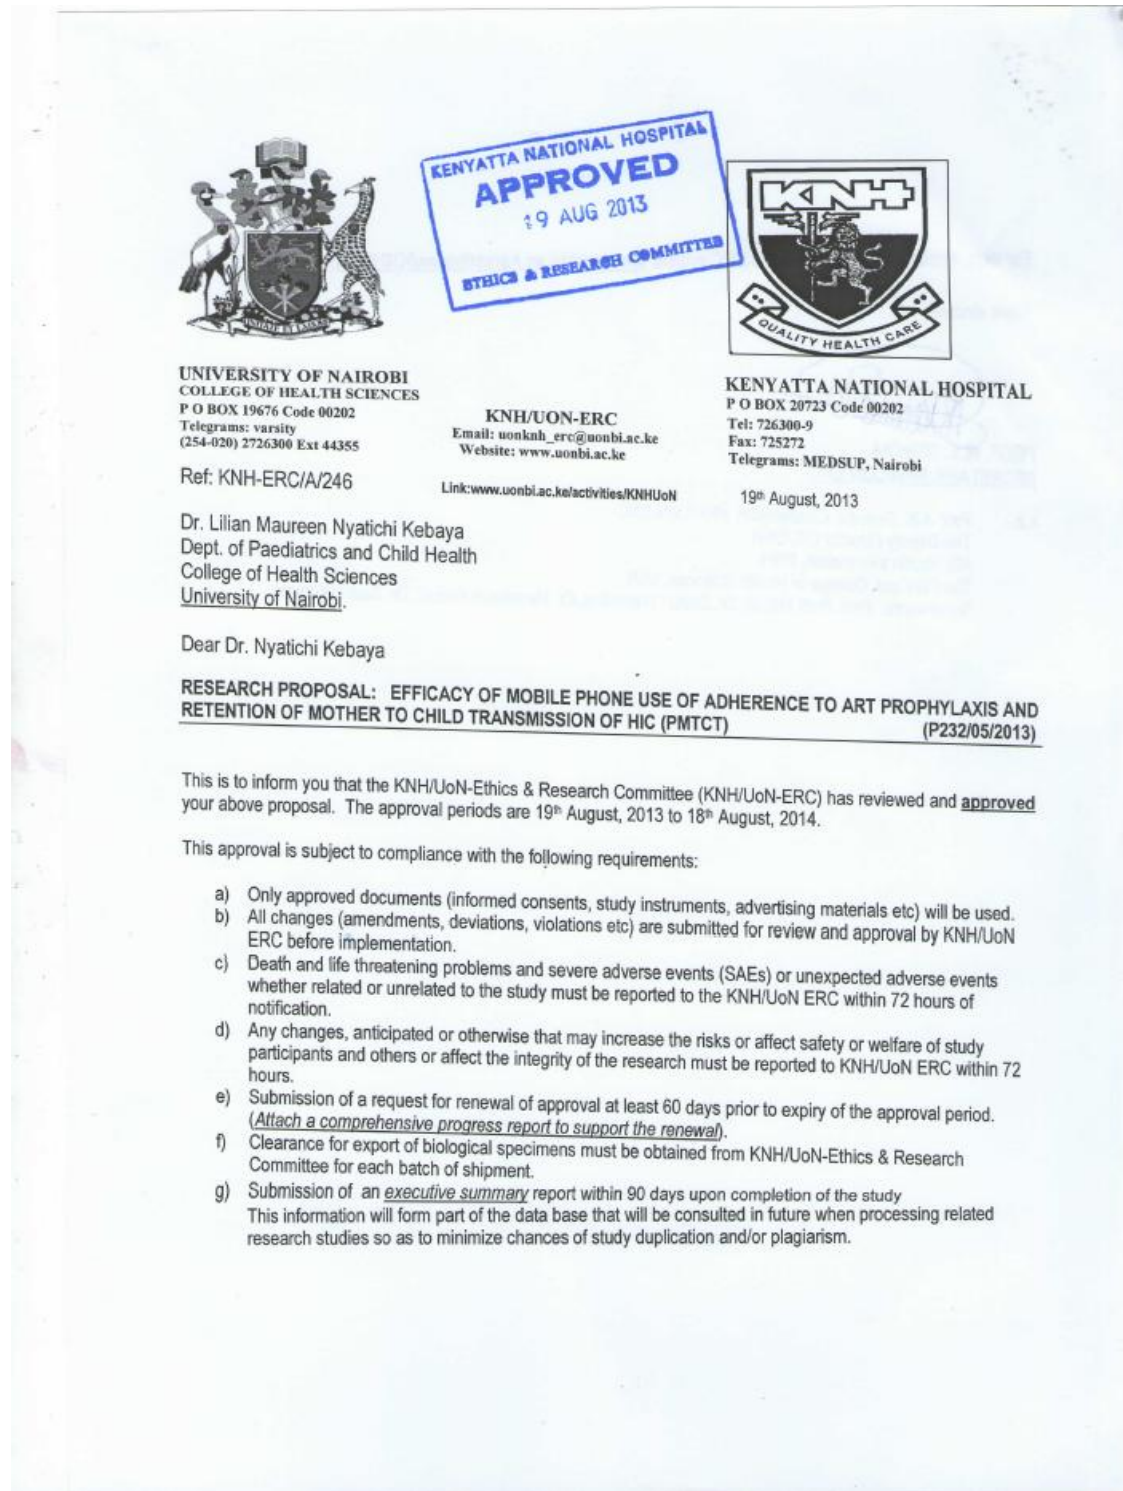 KENYATTA NATIONAL HOSPITAL
APPROVED
19 AUG 2013
ETHICS & RESEARCH COMMITTEE
KNH
QUALITY HEALTH CARE
UNIVERSITY OF NAIROBI
COLLEGE OF HEALTH SCIENCES
P O BOX 19676 Code 00202
Telegrams: varsity
(254-020) 2726300 Ext 44355
KNH/UON-ERC
Email: uonknh_erc@uonbi.ac.ke
Website: www.uonbi.ac.ke
Link:www.uonbi.ac.ke/activities/KNHUoN
KENYATTA NATIONAL HOSPITAL
P O BOX 20723 Code 00202
Tel: 726300-9
Fax: 725272
Telegrams: MEDSUP, Nairobi
Ref: KNH-ERC/A/246
19th August, 2013
Dr. Lilian Maureen Nyatichi Kebaya
Dept. of Paediatrics and Child Health
College of Health Sciences
University of Nairobi.
Dear Dr. Nyatichi Kebaya
RESEARCH PROPOSAL: EFFICACY OF MOBILE PHONE USE OF ADHERENCE TO ART PROPHYLAXIS AND
RETENTION OF MOTHER TO CHILD TRANSMISSION OF HIC (PMTCT) (P232/05/2013)
This is to inform you that the KNH/UoN-Ethics & Research Committee (KNH/UoN-ERC) has reviewed and approved
your above proposal. The approval periods are 19th August, 2013 to 18th August, 2014.
This approval is subject to compliance with the following requirements:
a) Only approved documents (informed consents, study instruments, advertising materials etc) will be used.
b) All changes (amendments, deviations, violations etc) are submitted for review and approval by KNH/UoN
ERC before implementation.
c) Death and life threatening problems and severe adverse events (SAEs) or unexpected adverse events
whether related or unrelated to the study must be reported to the KNH/UoN ERC within 72 hours of
notification.
d) Any changes, anticipated or otherwise that may increase the risks or affect safety or welfare of study
participants and others or affect the integrity of the research must be reported to KNH/UoN ERC within 72
hours.
e) Submission of a request for renewal of approval at least 60 days prior to expiry of the approval period.
(Attach a comprehensive progress report to support the renewal).
f) Clearance for export of biological specimens must be obtained from KNH/UoN-Ethics & Research
Committee for each batch of shipment.
g) Submission of an executive summary report within 90 days upon completion of the study
This information will form part of the data base that will be consulted in future when processing related
research studies so as to minimize chances of study duplication and/or plagiarism.